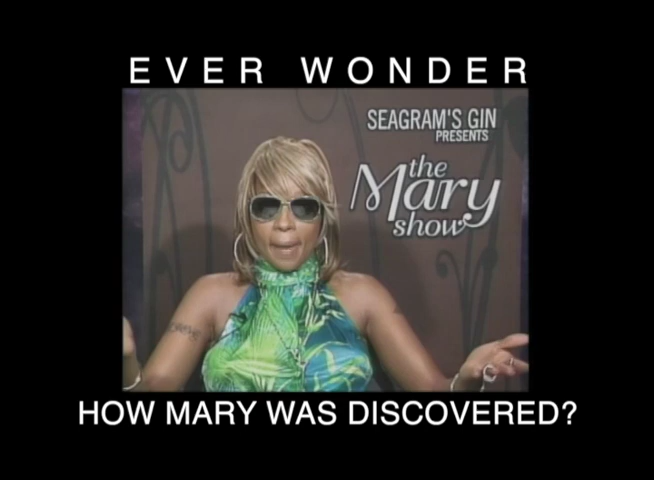 EVER WONDER
SEAGRAM'S GIN
PRESENTS
the
Mary
show
HOW MARY WAS DISCOVERED?